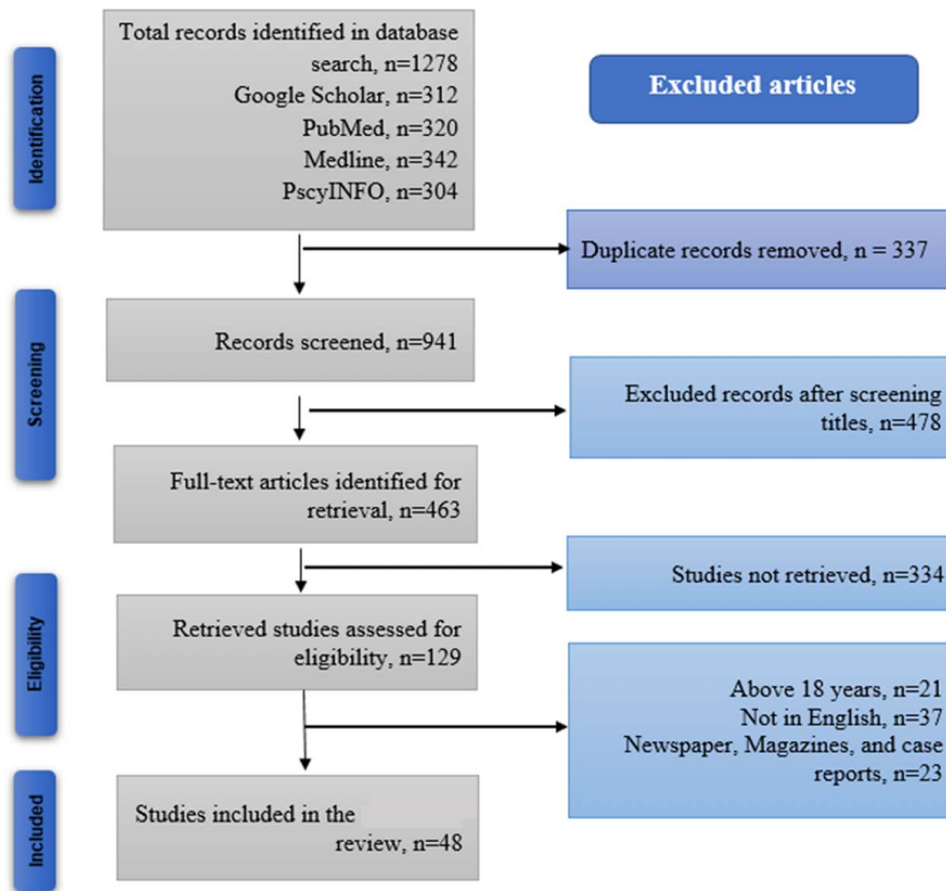 Identification
Total records identified in database
search, n=1278
Google Scholar, n=312
PubMed, n=320
Medline, n=342
PscyINFO, n=304
Excluded articles
Duplicate records removed, n = 337
Screening
Records screened, n=941
Excluded records after screening
titles, n=478
Full-text articles identified for
retrieval, n=463
Studies not retrieved, n=334
Eligibility
Retrieved studies assessed for
eligibility, n=129
Above 18 years, n=21
Not in English, n=37
Newspaper, Magazines, and case
reports, n=23
Included
Studies included in the
review, n=48